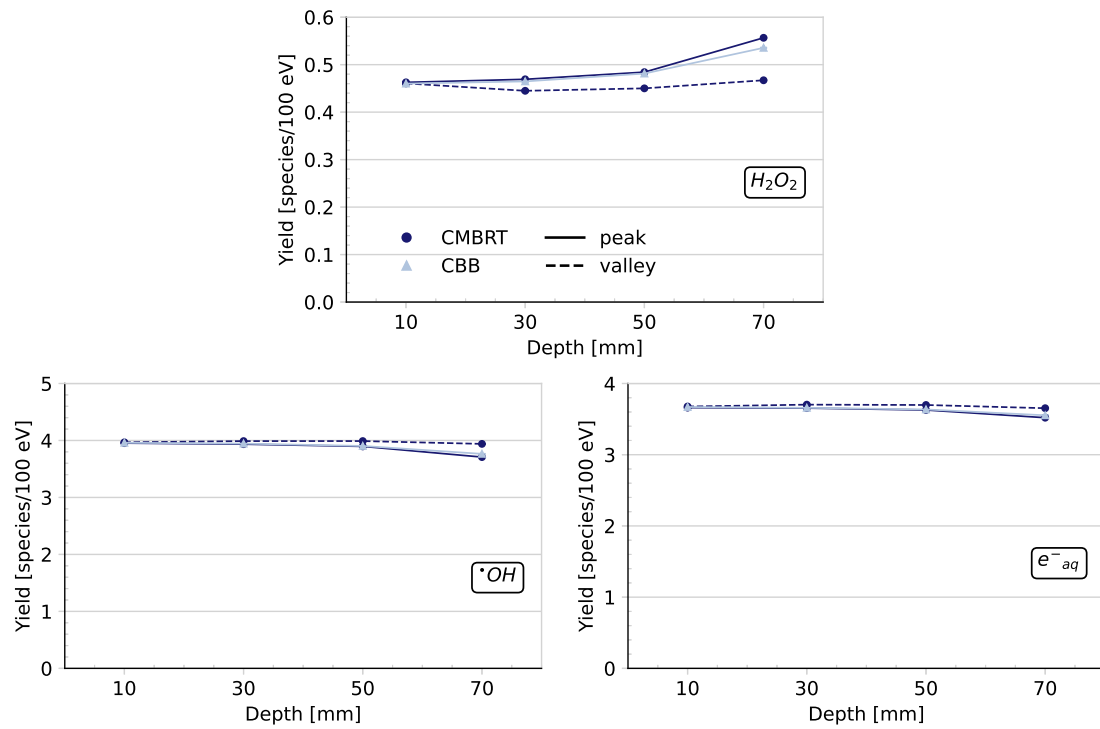 Yield [species/100 eV]
0.6
0.5
0.4
0.3
0.2
0.1
0.0
H₂O₂
CMBRT
peak
CBB
valley
10 30 50 70
Depth [mm]
Yield [species/100 eV]
5
4
3
2
1
0
•OH
10 30 50 70
Depth [mm]
Yield [species/100 eV]
4
3
2
1
0
e⁻aq
10 30 50 70
Depth [mm]